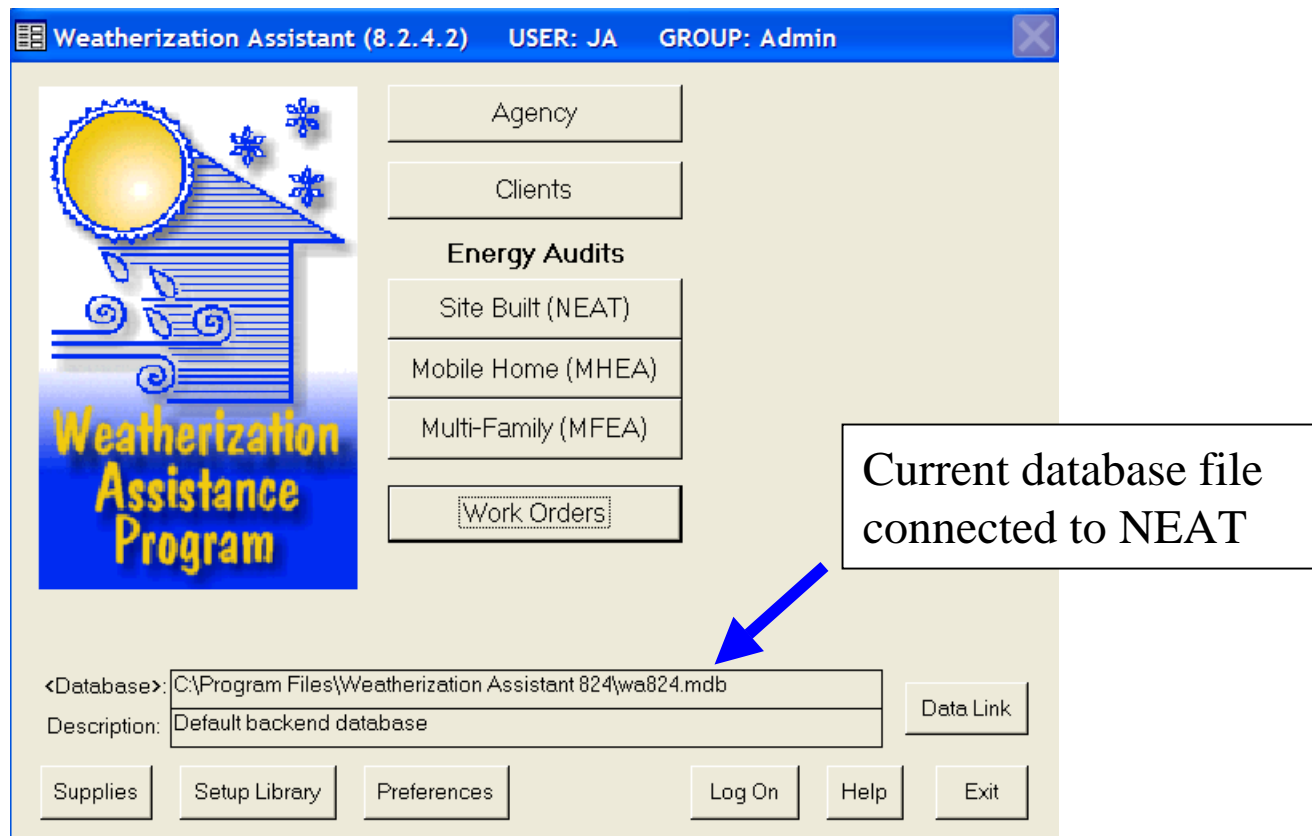 Weatherization Assistant (8.2.4.2) USER: JA GROUP: Admin
Agency
Clients
Energy Audits
Site Built (NEAT)
Mobile Home (MHEA)
Multi-Family (MFEA)
Work Orders
Weatherization
Assistance
Program
Current database file
connected to NEAT
<Database>: C:\Program Files\Weatherization Assistant 824\wa824.mdb
Description: Default backend database
Data Link
Supplies Setup Library Preferences Log On Help Exit